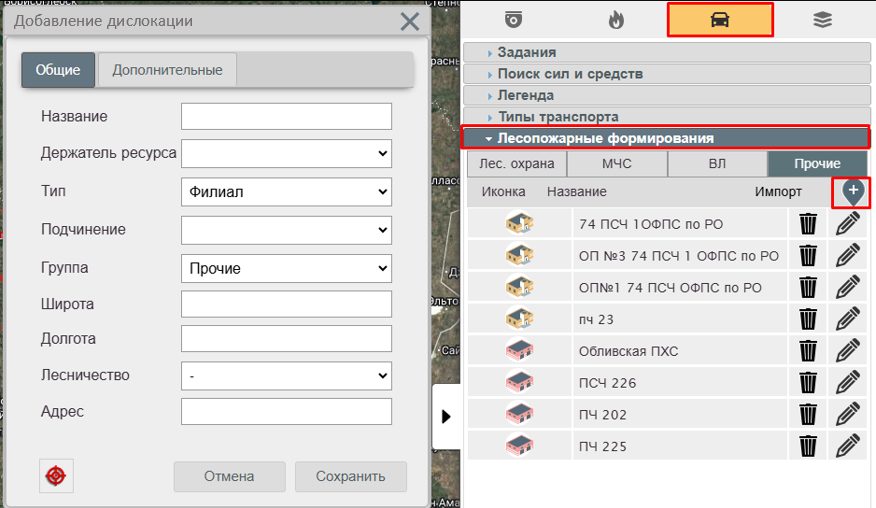 Добавление дислокации
Общие
Дополнительные
Название
Держатель ресурса
Тип
Филиал
Подчинение
Группа
Прочие
Широта
Долгота
Лесничество
-
Адрес
Отмена
Сохранить
Задания
Поиск сил и средств
Легенда
Типы транспорта
Лесопожарные формирования
Лес. охрана
МЧС
ВЛ
Прочие
Иконка
Название
Импорт
74 ПСЧ 1ОФПС по РО
ОП №3 74 ПСЧ 1 ОФПС по РО
ОП№1 74 ПСЧ ОФПС по РО
пч 23
Обливская ПХС
ПСЧ 226
ПЧ 202
ПЧ 225